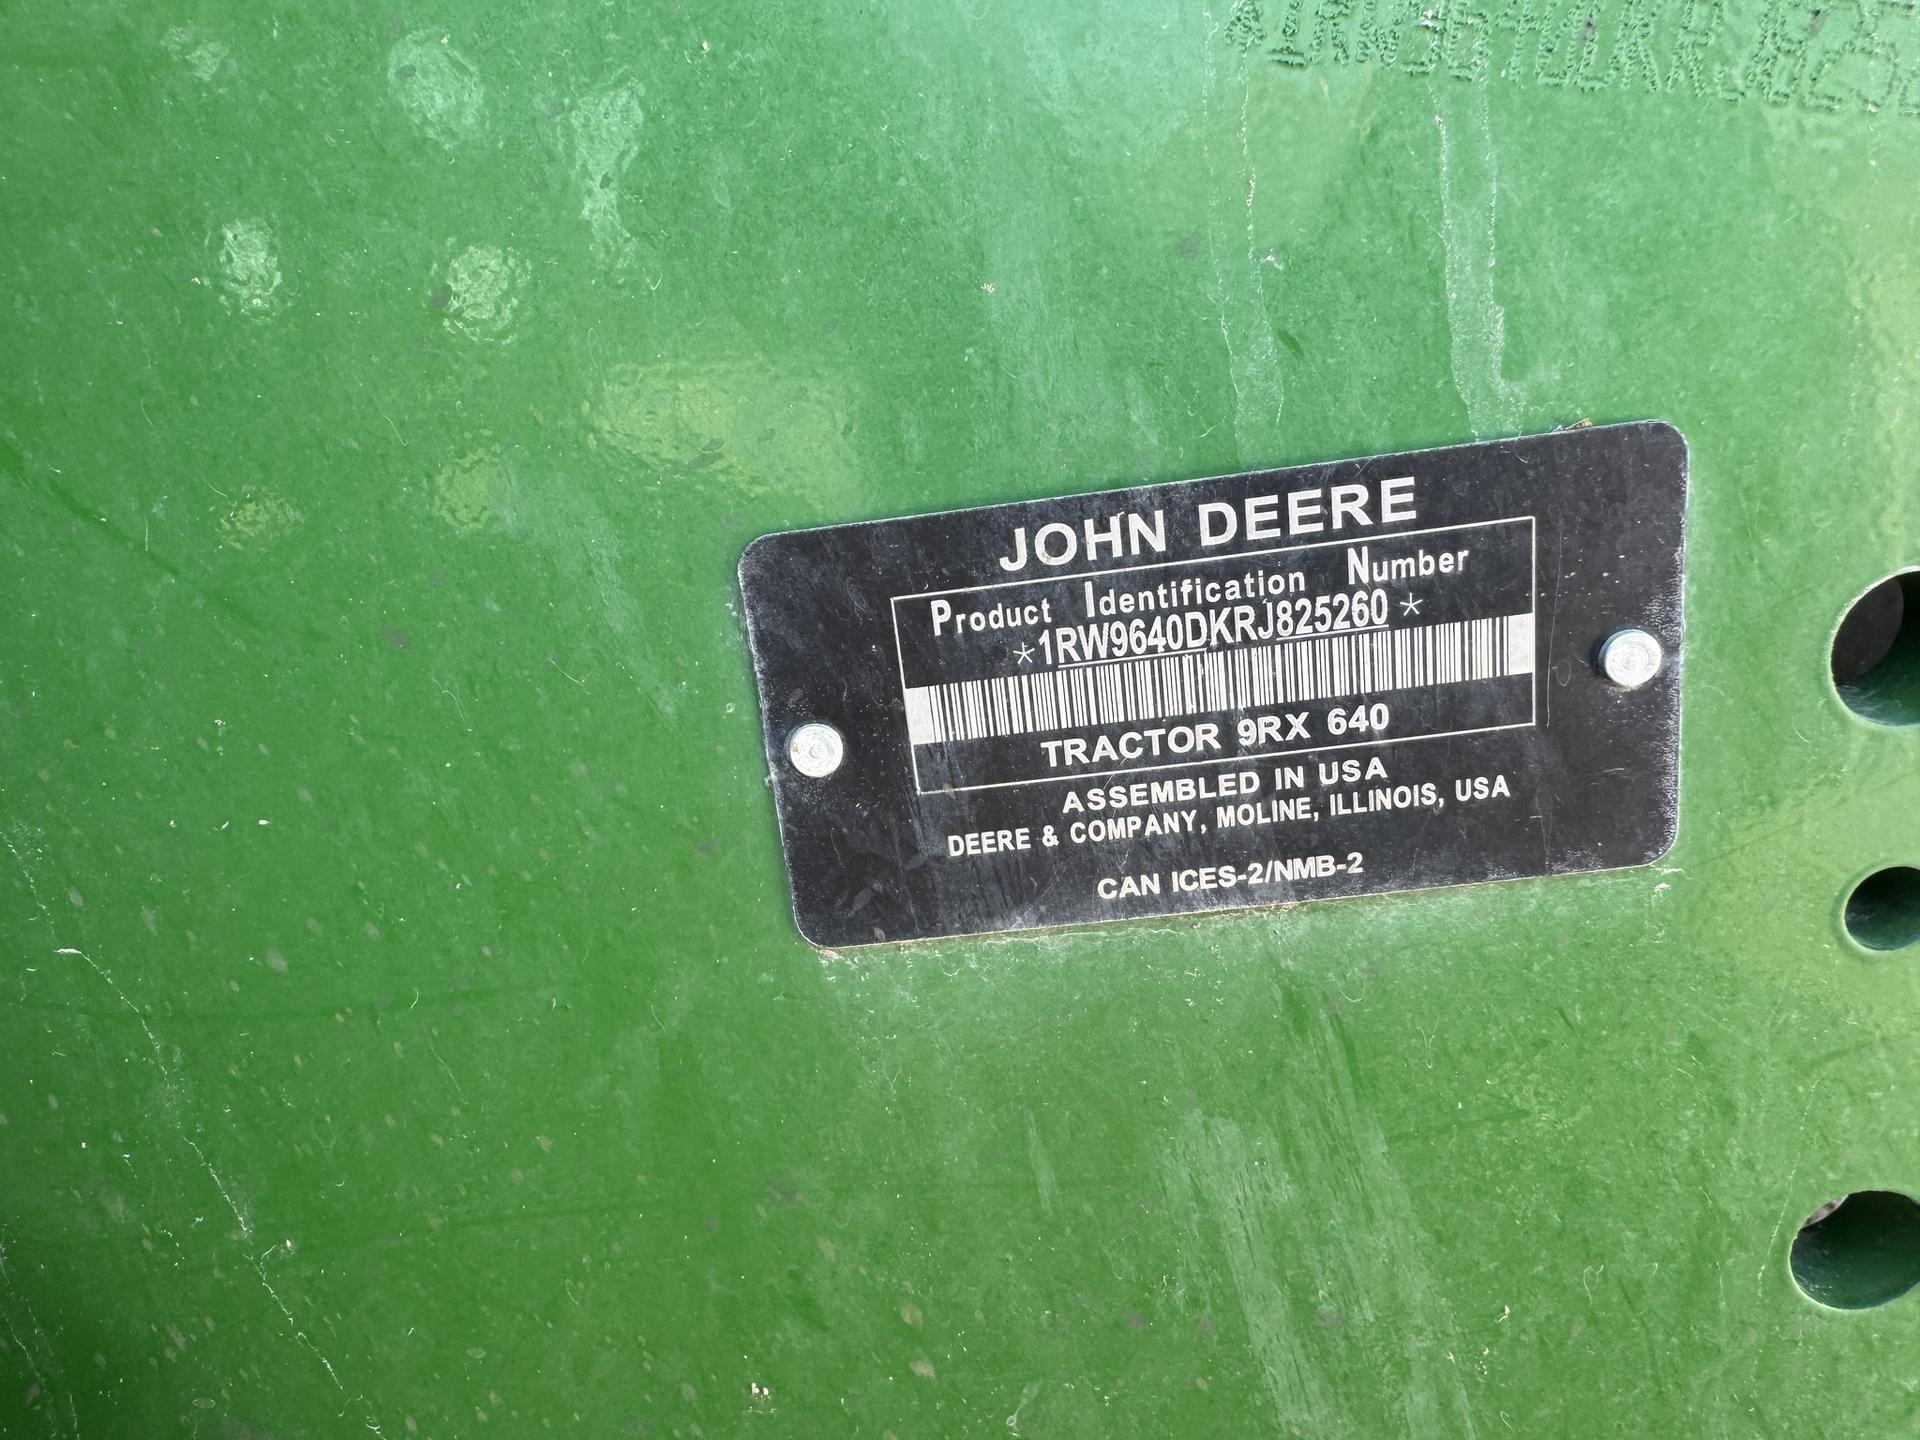 JOHN DEERE
Product Identification Number
*1RW9640DKRJ825260*
TRACTOR 9RX 640
ASSEMBLED IN USA
DEERE & COMPANY, MOLINE, ILLINOIS, USA
CAN ICES-2/NMB-2